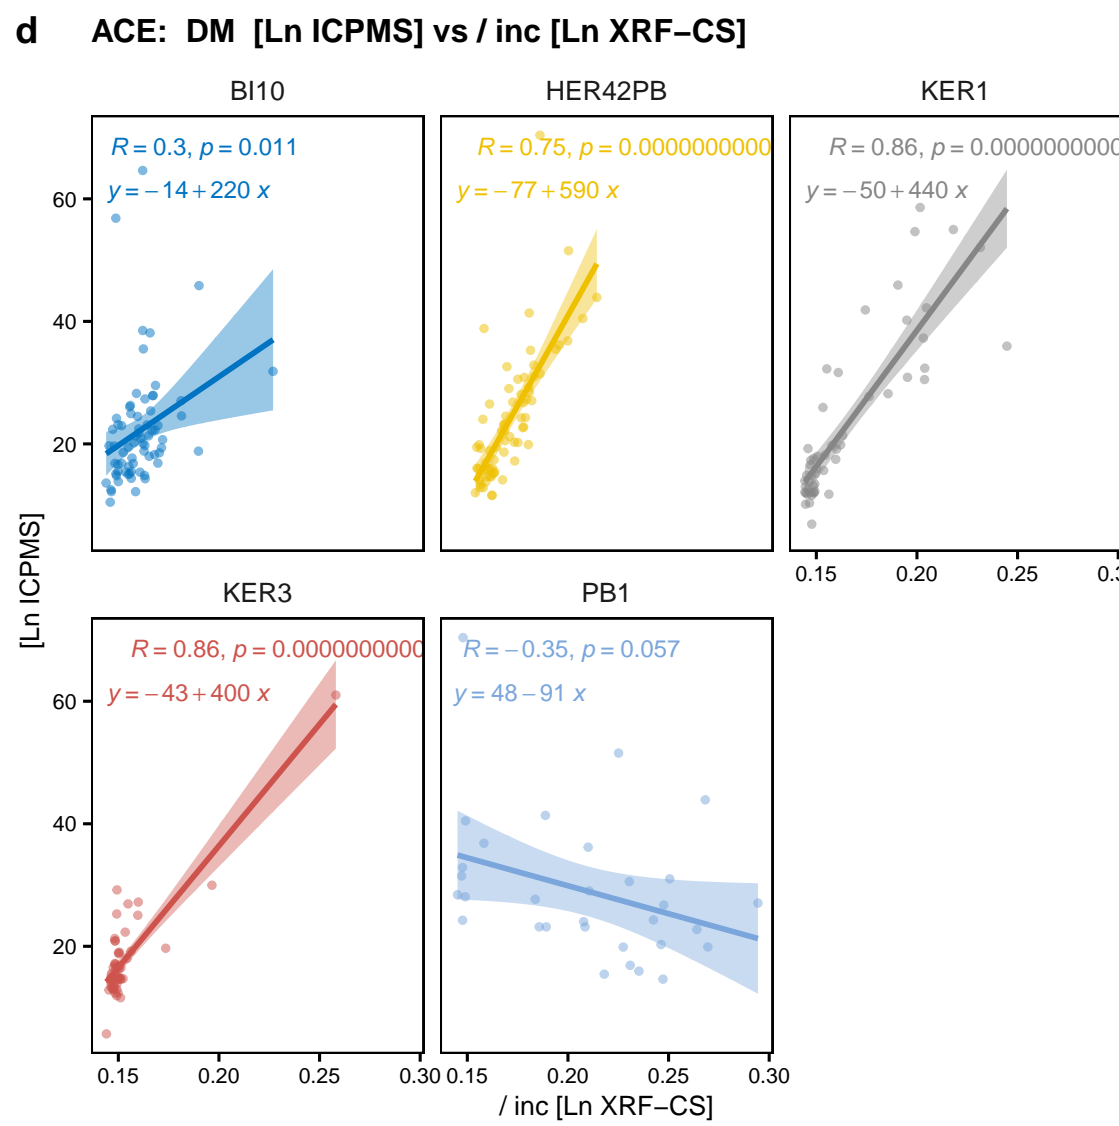 d ACE: DM [Ln ICPMS] vs / inc [Ln XRF−CS]
BI10 HER42PB KER1
R = 0.3, p = 0.011 R = 0.75, p = 0.0000000000 R = 0.86, p = 0.0000000000
y = −14 + 220 x y = −77 + 590 x y = −50 + 440 x
60
40
20
0.15 0.20 0.25 0.3
[Ln ICPMS]
KER3 PB1
R = 0.86, p = 0.0000000000 R = −0.35, p = 0.057
y = −43 + 400 x y = 48 − 91 x
60
40
20
0.15 0.20 0.25 0.30 0.15 0.20 0.25 0.30
/ inc [Ln XRF−CS]